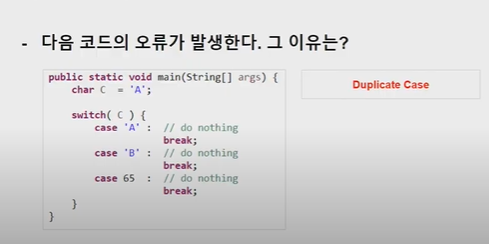 - 다음 코드의 오류가 발생한다. 그 이유는?
public static void main(String[] args) {
char C = 'A';
switch( C ) {
case 'A' : // do nothing
break;
case 'B' : // do nothing
break;
case 65 : // do nothing
break;
}
}
Duplicate Case